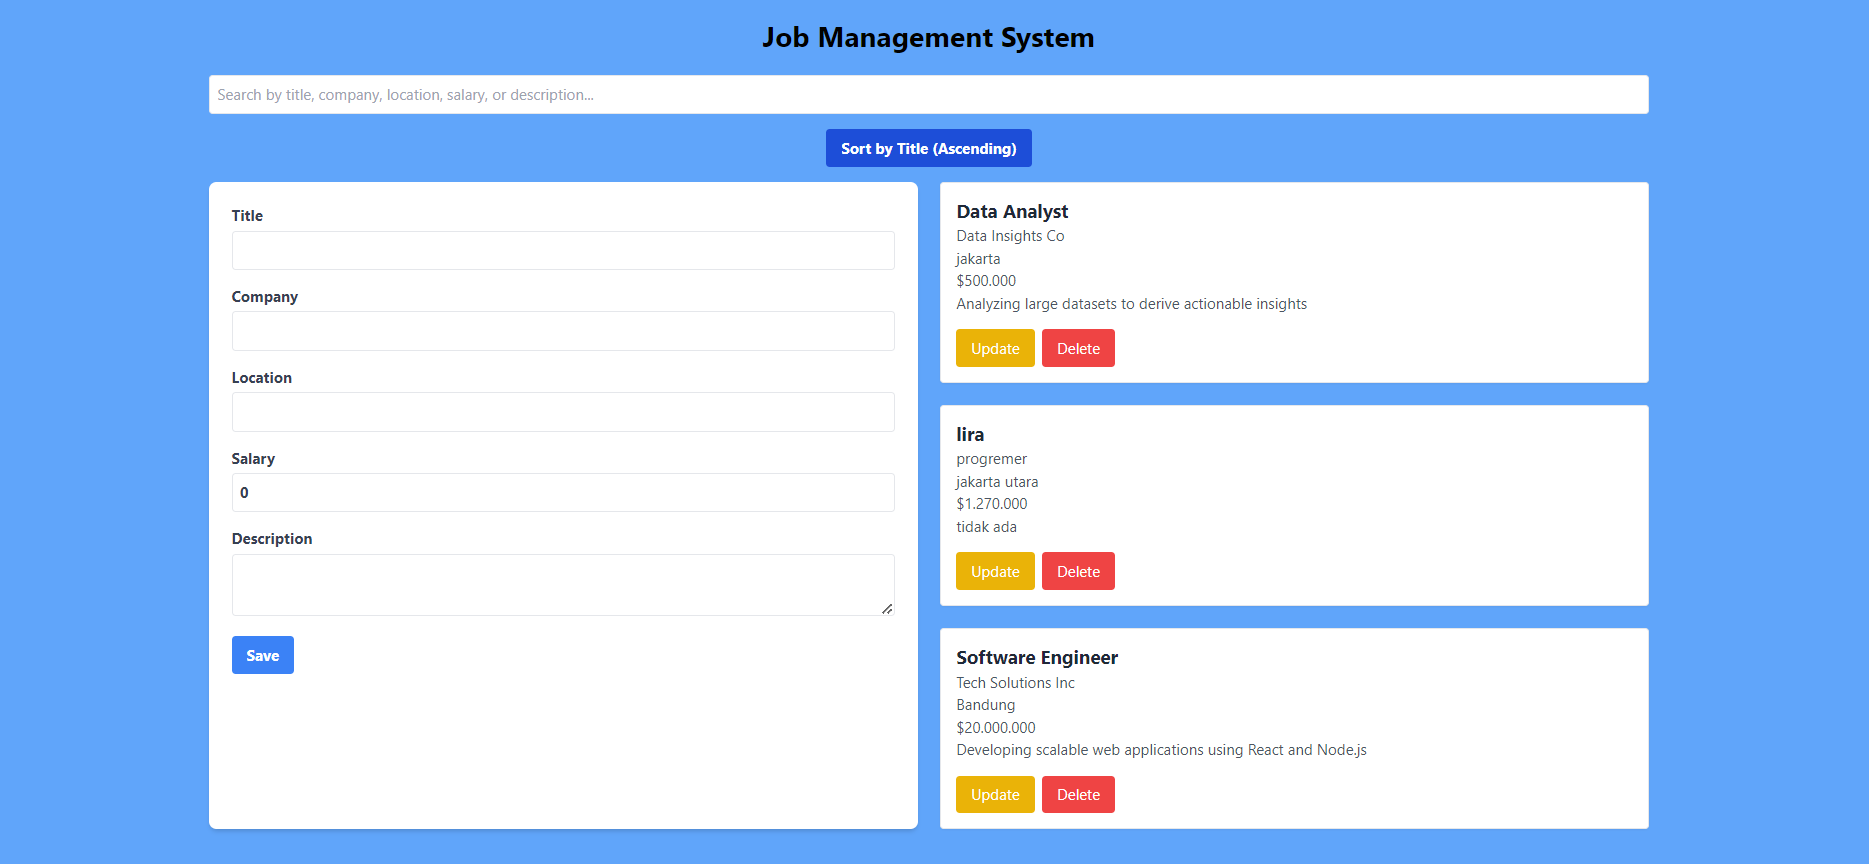 Job Management System
Search by title, company, location, salary, or description...
Sort by Title (Ascending)
Title
Company
Location
Salary
0
Description
Save
Data Analyst
Data Insights Co
jakarta
$500.000
Analyzing large datasets to derive actionable insights
Update Delete
lira
progremer
jakarta utara
$1.270.000
tidak ada
Update Delete
Software Engineer
Tech Solutions Inc
Bandung
$20.000.000
Developing scalable web applications using React and Node.js
Update Delete